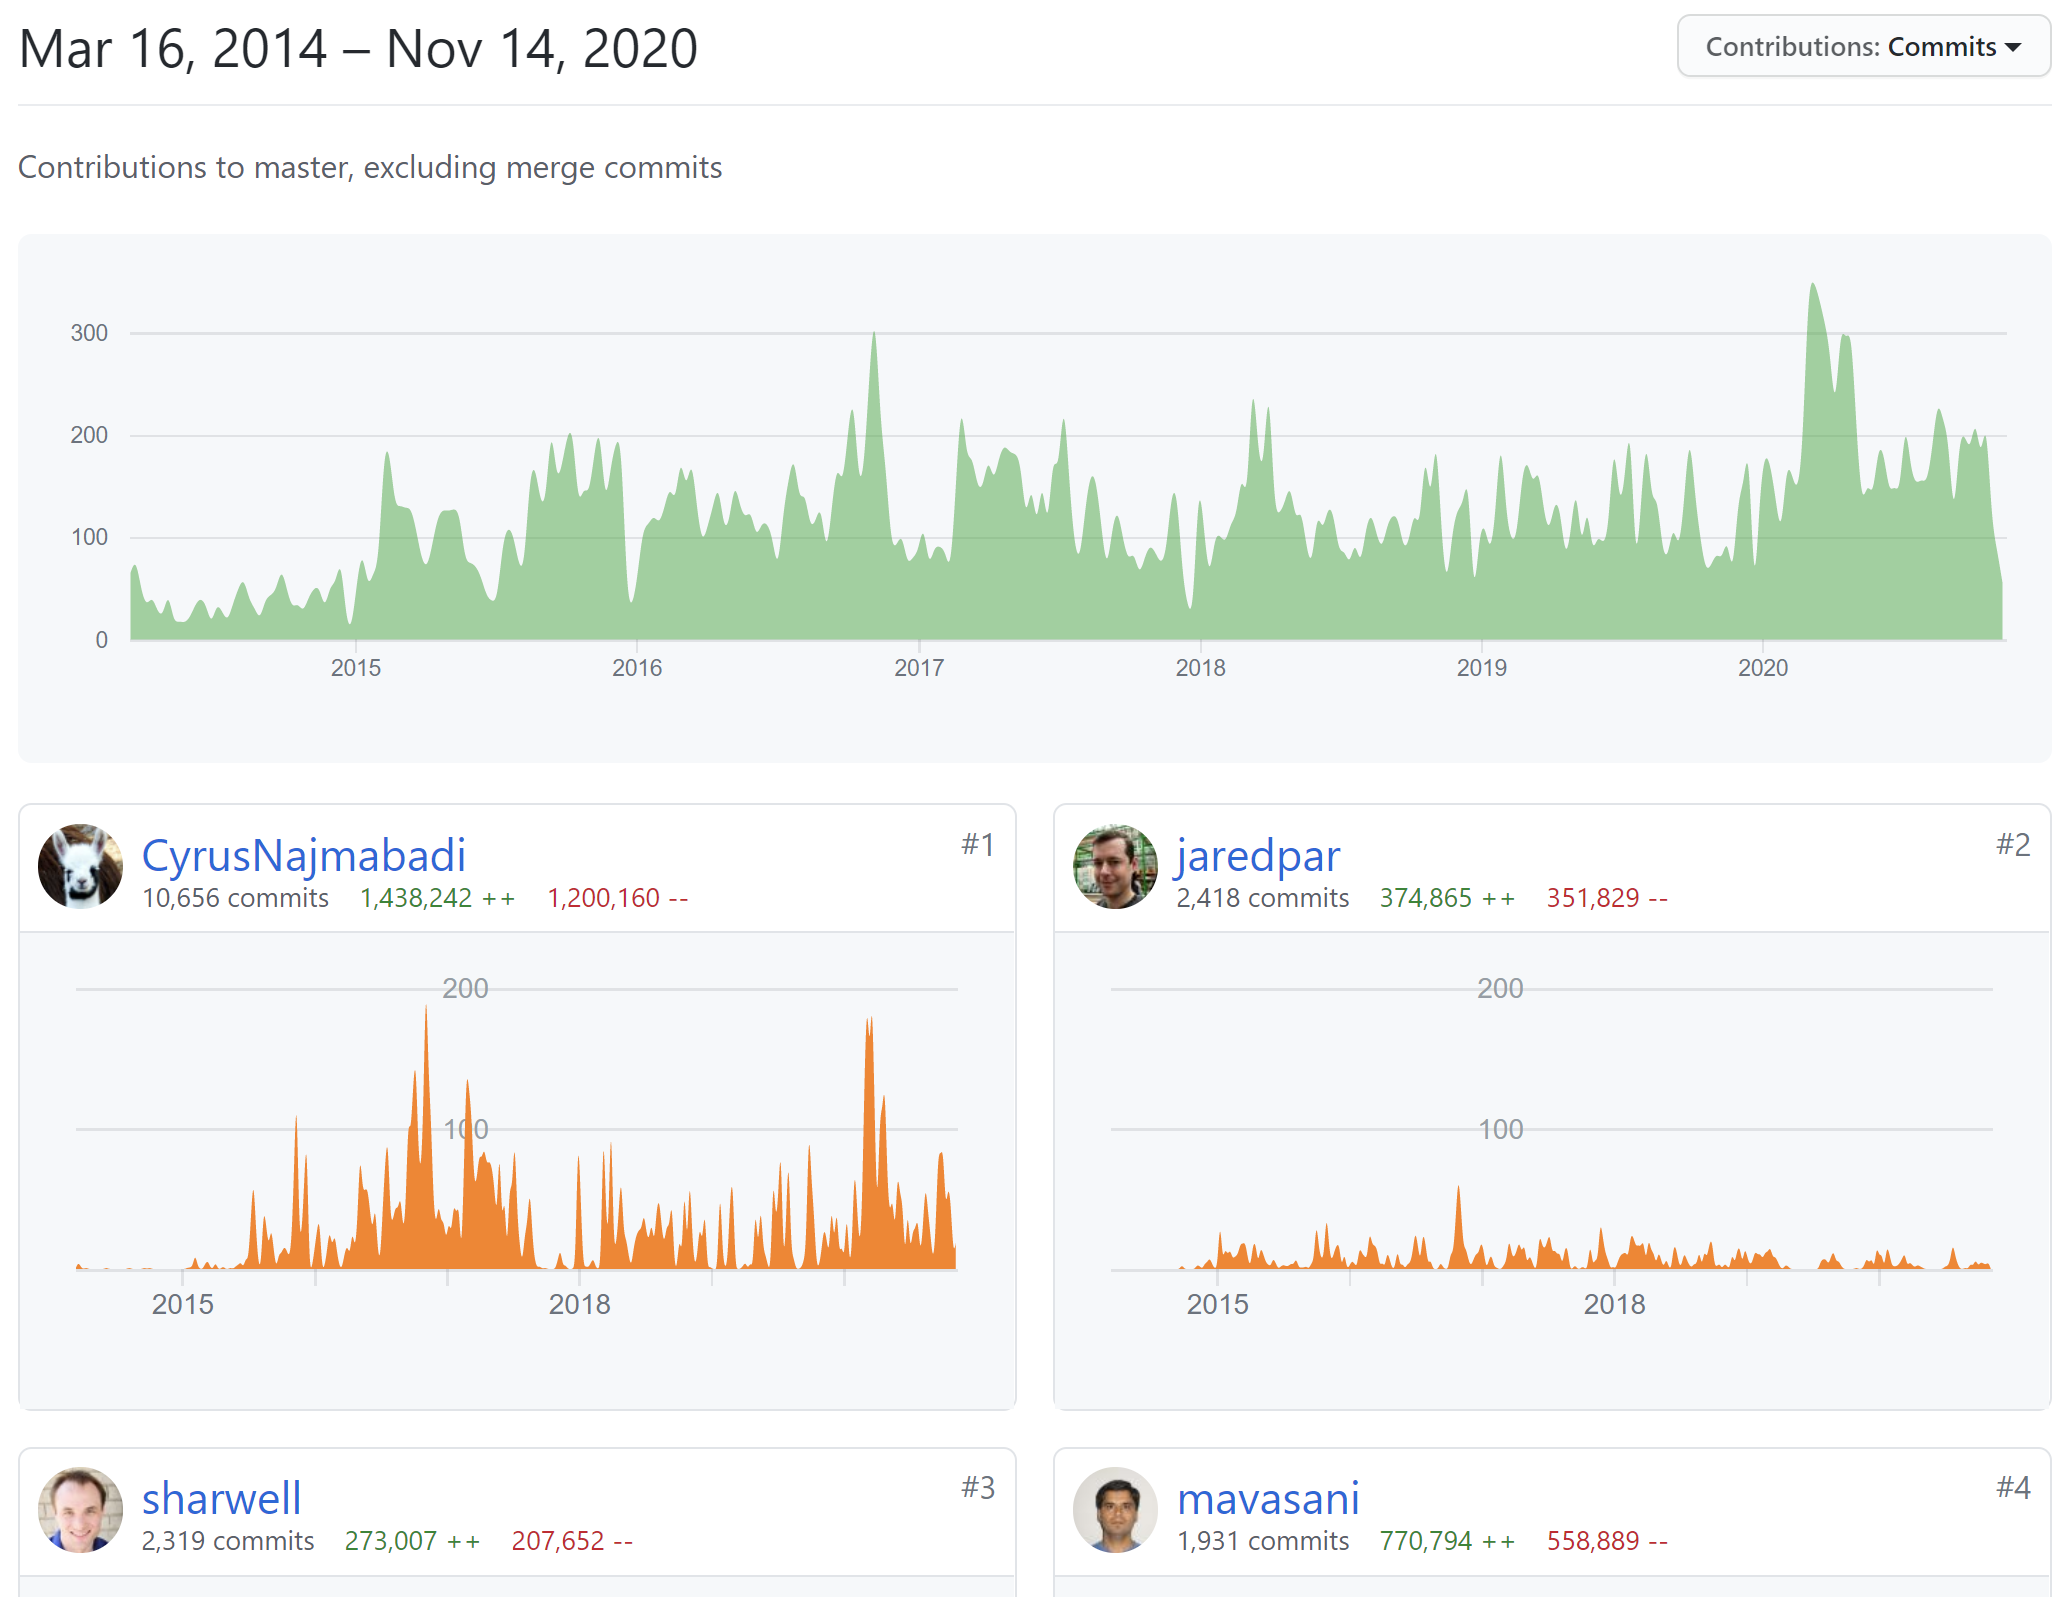 Mar 16, 2014 – Nov 14, 2020
Contributions: Commits
Contributions to master, excluding merge commits
300
200
100
0
2015 2016 2017 2018 2019 2020
CyrusNajmabadi #1
10,656 commits 1,438,242 ++ 1,200,160 --
200
100
2015 2018
jaredpar #2
2,418 commits 374,865 ++ 351,829 --
200
100
2015 2018
sharwell #3
2,319 commits 273,007 ++ 207,652 --
mavasani #4
1,931 commits 770,794 ++ 558,889 --